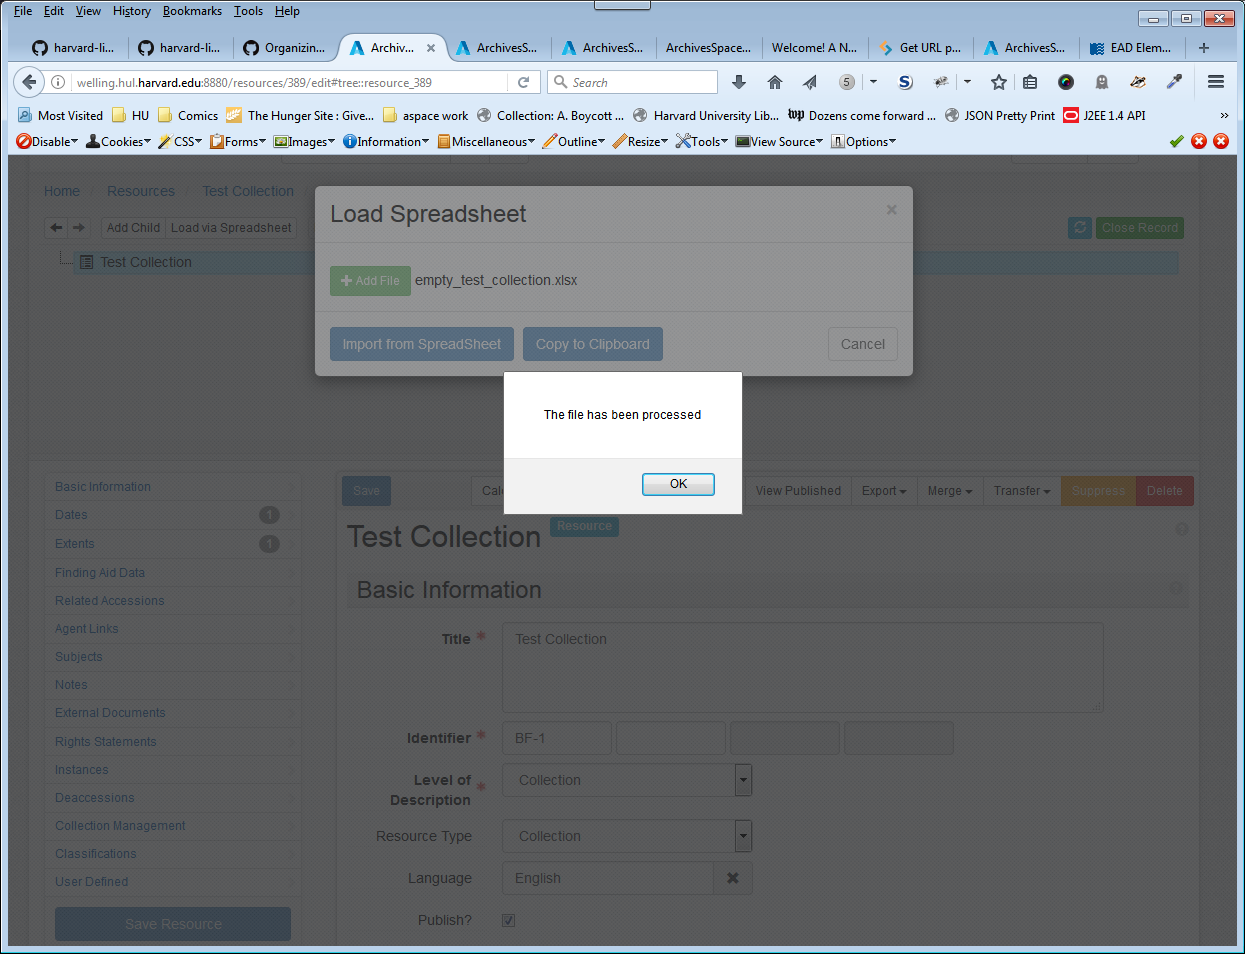 File Edit View History Bookmarks Tools Help
harvard-li... harvard-li... Organizin... Archiv... ArchivesS... ArchivesS... ArchivesSpace... Welcome! A N... Get URL p... ArchivesS... EAD Elem...
welling.hul.harvard.edu:8880/resources/389/edit#tree::resource_389 Search 5 S
Most Visited HU Comics The Hunger Site : Give... aspace work Collection: A. Boycott ... Harvard University Lib... wp Dozens come forward ... JSON Pretty Print J2EE 1.4 API
Disable Cookies CSS Forms Images Information Miscellaneous Outline Resize Tools View Source Options
Home / Resources / Test Collection
Load Spreadsheet
Add Child Load via Spreadsheet
Close Record
Test Collection
Add File empty_test_collection.xlsx
Import from SpreadSheet Copy to Clipboard Cancel
The file has been processed
OK
Basic Information
Dates 1
Extents 1
Finding Aid Data
Related Accessions
Agent Links
Subjects
Notes
External Documents
Rights Statements
Instances
Deaccessions
Collection Management
Classifications
User Defined
Save Resource
Save Calc View Published Export Merge Transfer Suppress Delete
Test Collection Resource
Basic Information
Title * Test Collection
Identifier * BF-1
Level of Description * Collection
Resource Type Collection
Language English
Publish?